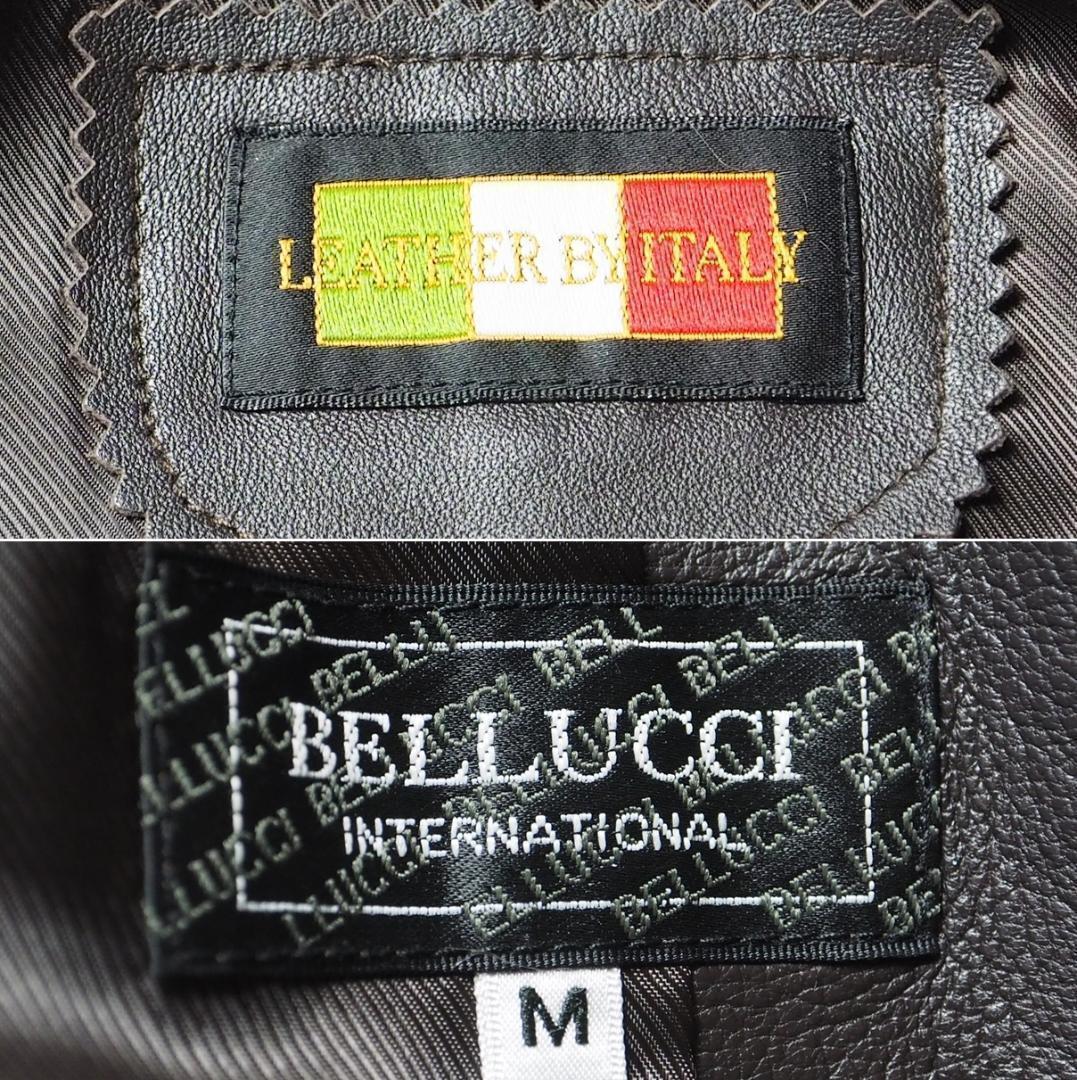 LEATHER BY ITALY
BELLUCCI
INTERNATIONAL
M